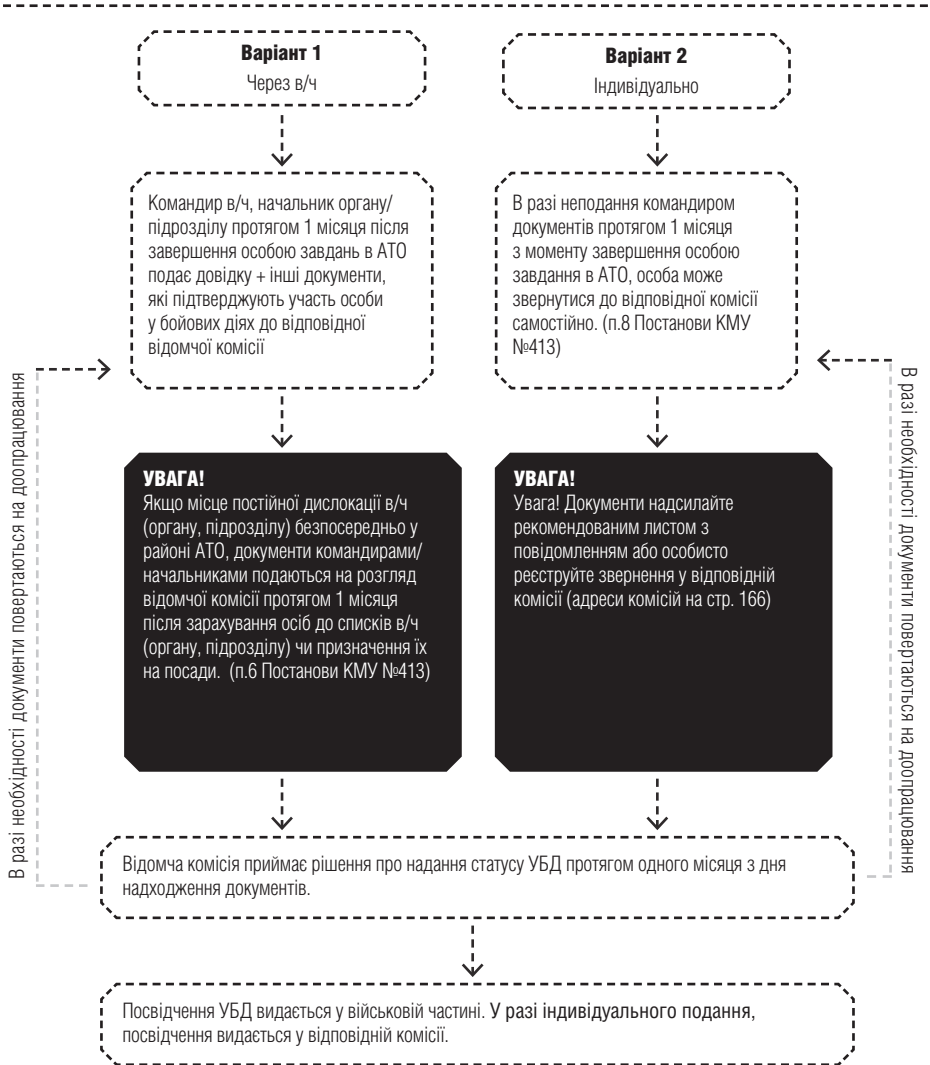 Варіант 1
Через в/ч
Варіант 2
Індивідуально
Командир в/ч, начальник органу/
підрозділу протягом 1 місяця після
завершення особою завдань в АТО
подає довідку + інші документи,
які підтверджують участь особи
у бойових діях до відповідної
відомчої комісії
В разі неподання командиром
документів протягом 1 місяця
з моменту завершення особою
завдання в АТО, особа може
звернутися до відповідної комісії
самостійно. (п.8 Постанови КМУ
№413)
УВАГА!
Якщо місце постійної дислокації в/ч
(органу, підрозділу) безпосередньо у
районі АТО, документи командирами/
начальниками подаються на розгляд
відомчої комісії протягом 1 місяця
після зарахування осіб до списків в/ч
(органу, підрозділу) чи призначення їх
на посади. (п.6 Постанови КМУ №413)
УВАГА!
Увага! Документи надсилайте
рекомендованим листом з
повідомленням або особисто
реєструйте звернення у відповідній
комісії (адреси комісій на стр. 166)
В разі необхідності документи повертаються на доопрацювання
В разі необхідності документи повертаються на доопрацювання
Відомча комісія приймає рішення про надання статусу УБД протягом одного місяця з дня
надходження документів.
Посвідчення УБД видається у військовій частині. У разі індивідуального подання,
посвідчення видається у відповідній комісії.